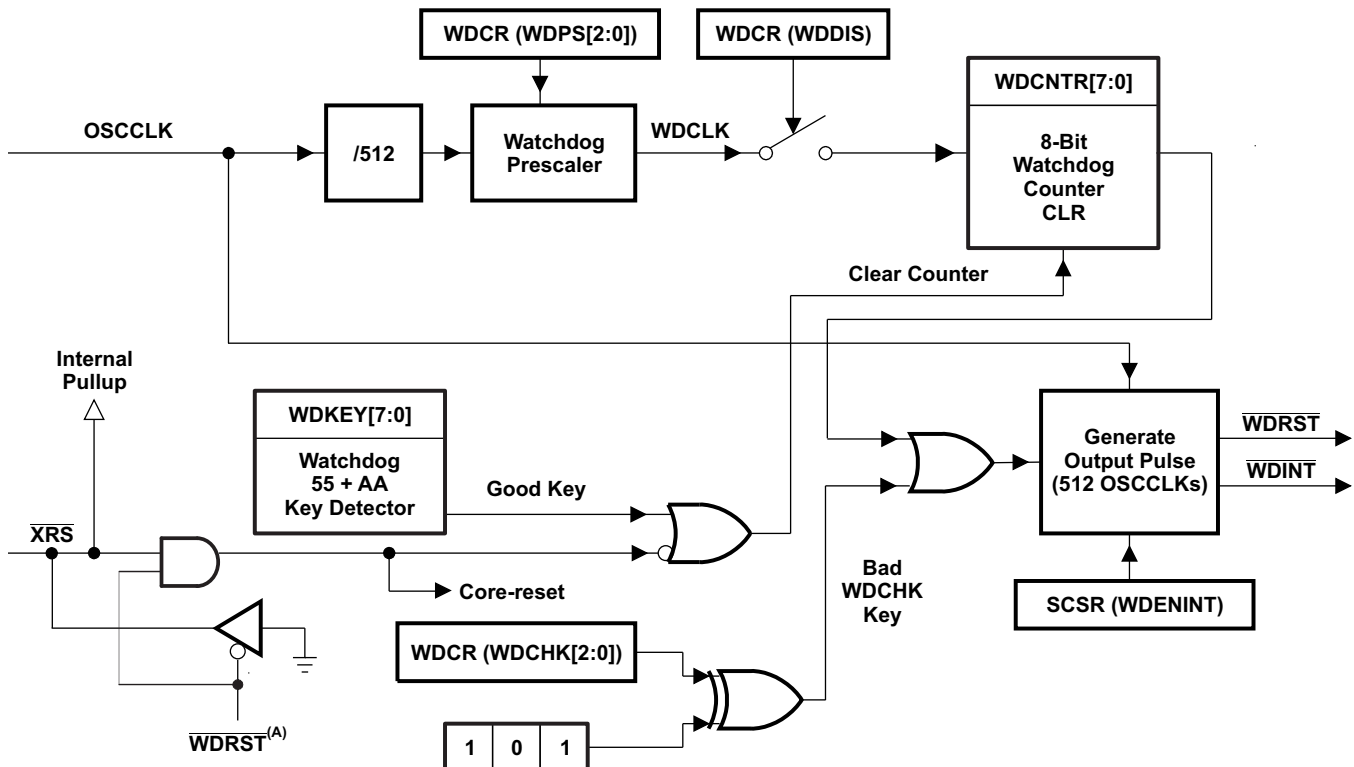 WDCR (WDPS[2:0])
WDCR (WDDIS)
WDCNTR[7:0]
OSCCLK
/512
Watchdog
Prescaler
WDCLK
8-Bit
Watchdog
Counter
CLR
Clear Counter
Internal
Pullup
WDKEY[7:0]
Watchdog
55 + AA
Key Detector
Good Key
Generate
Output Pulse
(512 OSCCLKs)
WDRST
WDINT
XRS
Core-reset
Bad
WDCHK
Key
SCSR (WDENINT)
WDCR (WDCHK[2:0])
WDRST(A)
1 0 1